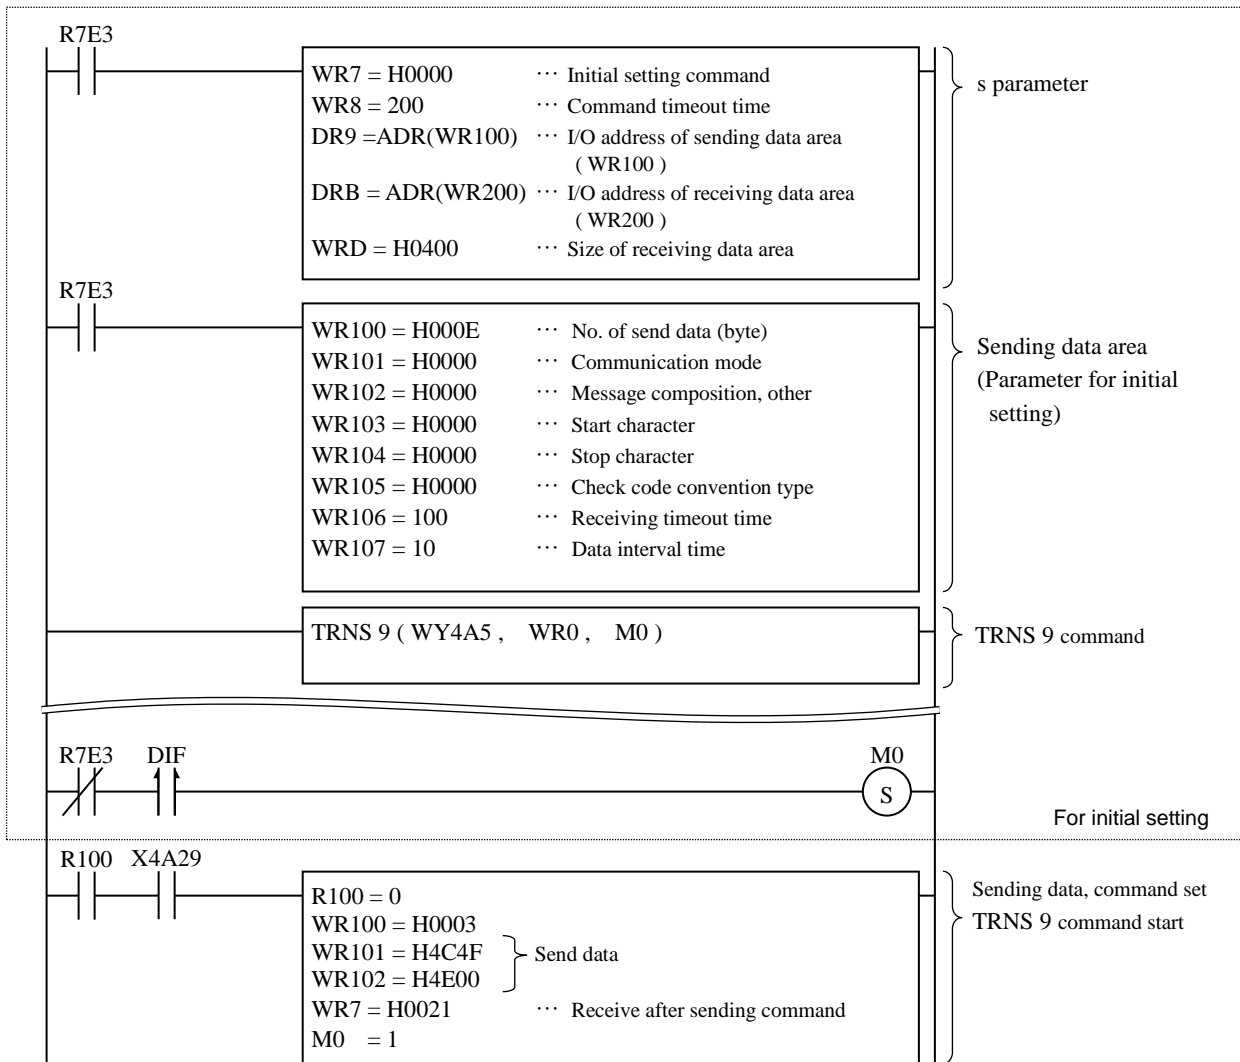 R7E3
WR7 = H0000 ··· Initial setting command
s parameter
WR8 = 200 ··· Command timeout time
DR9 =ADR(WR100) ··· I/O address of sending data area
( WR100 )
DRB = ADR(WR200) ··· I/O address of receiving data area
( WR200 )
WRD = H0400 ··· Size of receiving data area
R7E3
WR100 = H000E ··· No. of send data (byte)
WR101 = H0000 ··· Communication mode
WR102 = H0000 ··· Message composition, other
WR103 = H0000 ··· Start character
WR104 = H0000 ··· Stop character
WR105 = H0000 ··· Check code convention type
WR106 = 100 ··· Receiving timeout time
WR107 = 10 ··· Data interval time
Sending data area
(Parameter for initial
setting)
TRNS 9 ( WY4A5 , WR0 , M0 )
TRNS 9 command
R7E3 DIF M0
S
For initial setting
R100 X4A29
R100 = 0
WR100 = H0003
WR101 = H4C4F
WR102 = H4E00
Send data
WR7 = H0021 ··· Receive after sending command
M0 = 1
Sending data, command set
TRNS 9 command start